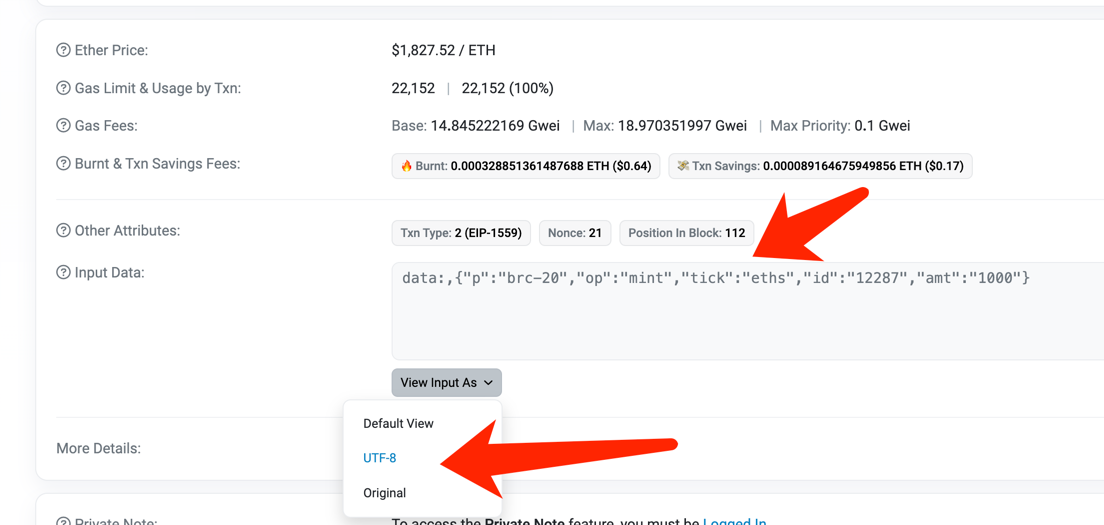 Ether Price: $1,827.52 / ETH
Gas Limit & Usage by Txn: 22,152 | 22,152 (100%)
Gas Fees: Base: 14.845222169 Gwei | Max: 18.970351997 Gwei | Max Priority: 0.1 Gwei
Burnt & Txn Savings Fees: 🔥 Burnt: 0.000328851361487688 ETH ($0.64) 💸 Txn Savings: 0.000089164675949856 ETH ($0.17)
Other Attributes: Txn Type: 2 (EIP-1559) Nonce: 21 Position In Block: 112
Input Data: data:,{"p":"brc-20","op":"mint","tick":"eths","id":"12287","amt":"1000"}
View Input As
Default View
UTF-8
Original
More Details:
Private Note: To access the Private Note feature, you must be Logged In